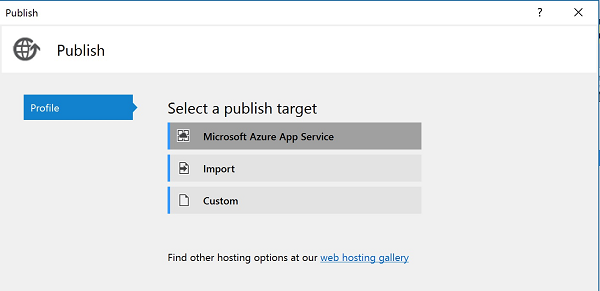 Publish
?
Publish
Profile
Select a publish target
Microsoft Azure App Service
Import
Custom
Find other hosting options at our web hosting gallery